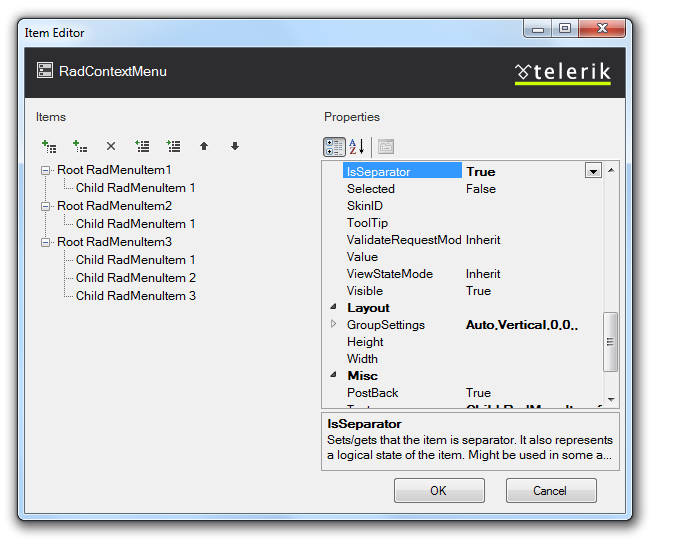 Item Editor
RadContextMenu
telerik
Items
Properties
Root RadMenuItem1
Child RadMenuItem 1
Root RadMenuItem2
Child RadMenuItem 1
Root RadMenuItem3
Child RadMenuItem 1
Child RadMenuItem 2
Child RadMenuItem 3
A Z
IsSeparator True
Selected False
SkinID
ToolTip
ValidateRequestMod Inherit
Value
ViewStateMode Inherit
Visible True
Layout
GroupSettings Auto,Vertical,0,0,,
Height
Width
Misc
PostBack True
IsSeparator
Sets/gets that the item is separator. It also represents
a logical state of the item. Might be used in some a...
OK
Cancel